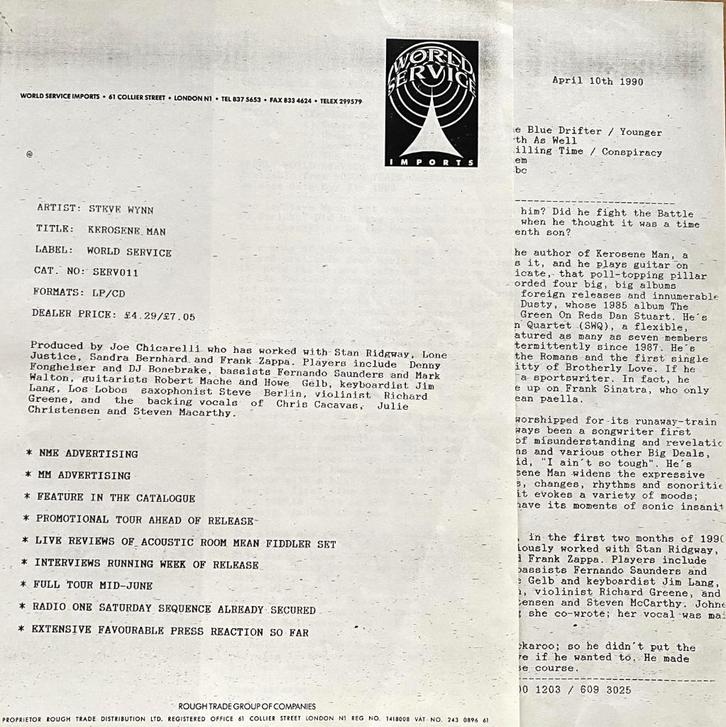 WORLD SERVICE IMPORTS • 61 COLLIER STREET • LONDON N1 • TEL 837 5653 • FAX 833 4624 • TELEX 299579
WORLD
SERVICE
IMPORTS
ARTIST: STEVE WYNN
TITLE: KEROSENE MAN
LABEL: WORLD SERVICE
CAT. NO: SERV011
FORMATS: LP/CD
DEALER PRICE: £4.29/£7.05
Produced by Joe Chicarelli who has worked with Stan Ridgway, Lone
Justice, Sandra Bernhard and Frank Zappa. Players include Denny
Fongheiser and DJ Bonebrake, bassists Fernando Saunders and Mark
Walton, guitarists Robert Mache and Howe Gelb, keyboardist Jim
Lang, Los Lobos saxophonist Steve Berlin, violinist Richard
Greene, and the backing vocals of Chris Cacavas, Julie
Christensen and Steven Macarthy.
* NME ADVERTISING
* MM ADVERTISING
* FEATURE IN THE CATALOGUE
* PROMOTIONAL TOUR AHEAD OF RELEASE
* LIVE REVIEWS OF ACOUSTIC ROOM MEAN FIDDLER SET
* INTERVIEWS RUNNING WEEK OF RELEASE
* FULL TOUR MID-JUNE
* RADIO ONE SATURDAY SEQUENCE ALREADY SECURED
* EXTENSIVE FAVOURABLE PRESS REACTION SO FAR
ROUGH TRADE GROUP OF COMPANIES
PROPRIETOR ROUGH TRADE DISTRIBUTION LTD. REGISTERED OFFICE 61 COLLIER STREET LONDON N1 REG NO. 1418008 VAT NO. 243 0896 61
April 10th 1990
e Blue Drifter / Younger
th As Well
illing Time / Conspiracy
em
bc
him? Did he fight the Battle
when he thought it was a time
enth son?
he author of Kerosene Man, a
s it, and he plays guitar on
icate, that poll-topping pillar
orded four big, big albums
foreign releases and innumerable
Dusty, whose 1985 album The
Green On Reds Dan Stuart. He's
n Quartet (SWQ), a flexible,
atured as many as seven members
termittently since 1987. He's
the Romans and the first single
itty of Brotherly Love. If he
a sportswriter. In fact, he
e up on Frank Sinatra, who only
ean paella.
worshipped for its runaway-train
ways been a songwriter first
of misunderstanding and revelatio
ns and various other Big Deals,
id, "I ain't so tough". He's
sene Man widens the expressive
s, changes, rhythms and sonoritie
it evokes a variety of moods;
have its moments of sonic insanit
, in the first two months of 1990
iously worked with Stan Ridgway,
d Frank Zappa. Players include
bassists Fernando Saunders and
e Gelb and keyboardist Jim Lang,
n, violinist Richard Greene, and
tensen and Steven McCarthy. Johne
she co-wrote; her vocal was mai
ckaroo; so he didn't put the
ve if he wanted to. He made
se course.
00 1203 / 609 3025